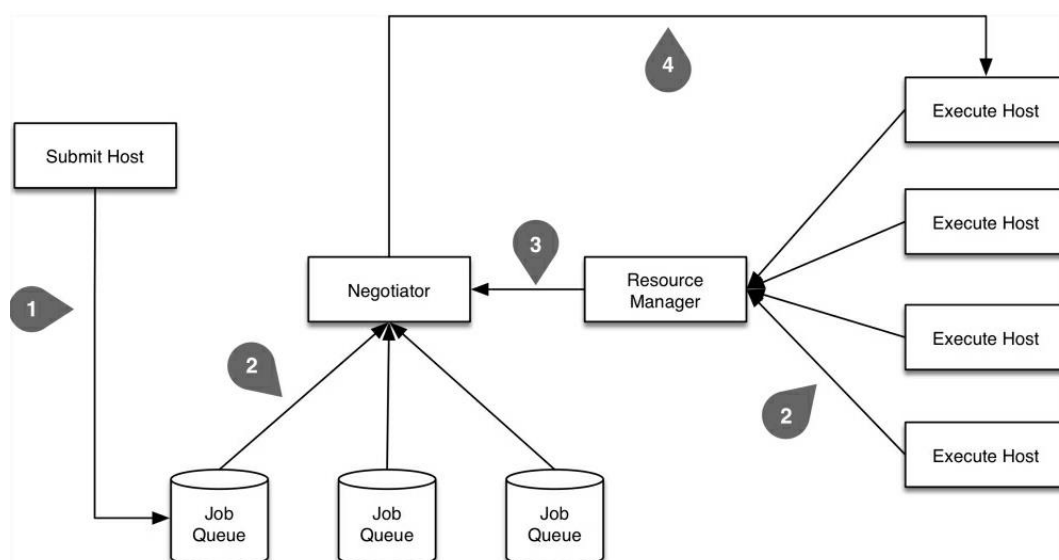 4
Execute Host
Submit Host
Execute Host
3
Negotiator
Resource
Manager
1
Execute Host
2
2
Execute Host
Job
Queue
Job
Queue
Job
Queue